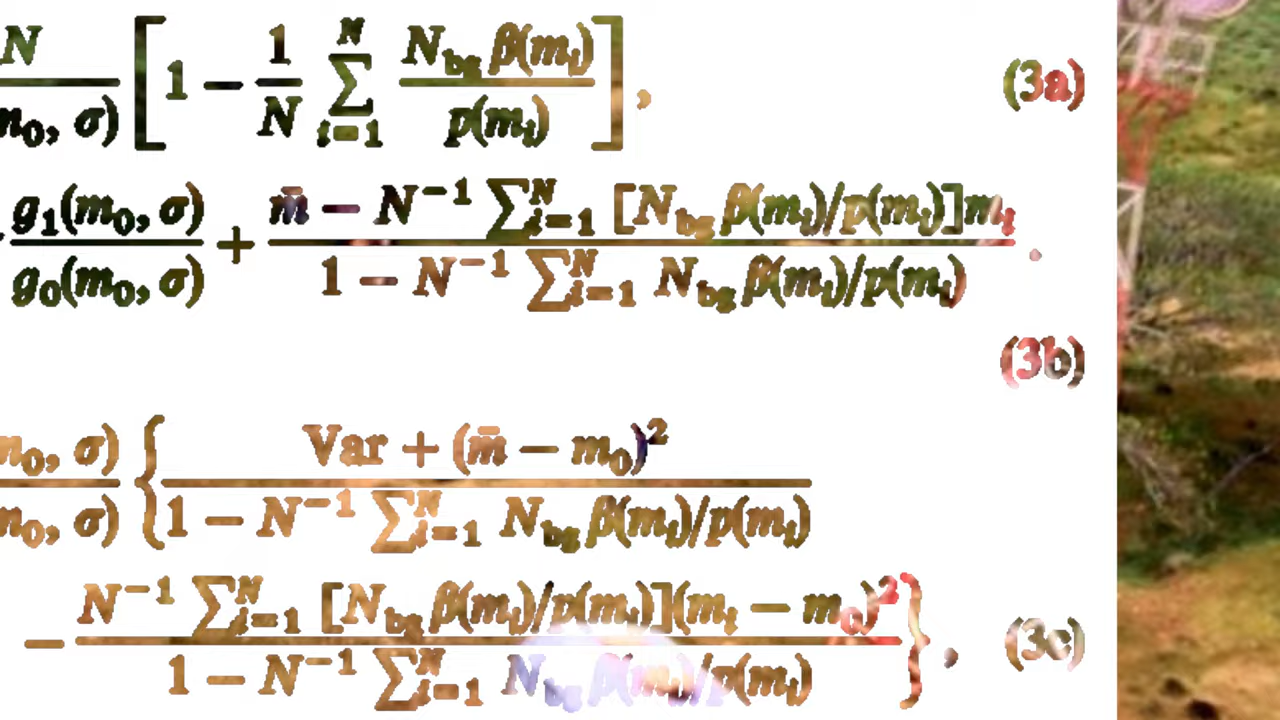 N/(m₀, σ) [1 − 1/N ∑ᵢ₌₁ᴺ N_bg β(mᵢ)/p(mᵢ)], (3a)
g₁(m₀, σ)/g₀(m₀, σ) + (m̄ − N⁻¹ ∑ᵢ₌₁ᴺ [N_bg β(mᵢ)/p(mᵢ)]mᵢ)/(1 − N⁻¹ ∑ᵢ₌₁ᴺ N_bg β(mᵢ)/p(mᵢ)) .
(3b)
m₀, σ)/m₀, σ) {(Var + (m̄ − m₀)²)/(1 − N⁻¹ ∑ᵢ₌₁ᴺ N_bg β(mᵢ)/p(mᵢ))
− (N⁻¹ ∑ᵢ₌₁ᴺ [N_bg β(mᵢ)/p(mᵢ)](mᵢ − m₀)²)/(1 − N⁻¹ ∑ᵢ₌₁ᴺ N_bg β(mᵢ)/p(mᵢ))}, (3c)